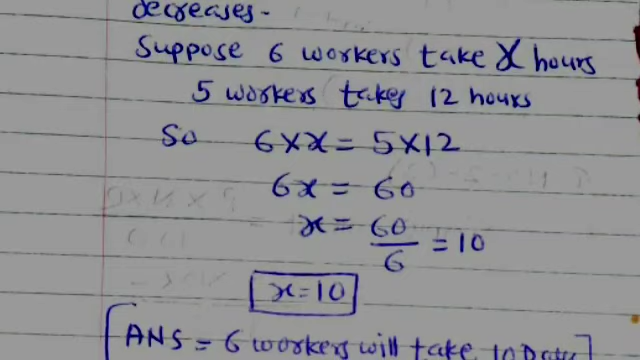 decreases.
Suppose 6 workers take x hours
5 workers takes 12 hours
So 6×x = 5×12
6x = 60
x = 60/6 = 10
x=10
[ANS = 6 workers will take 10 Days]